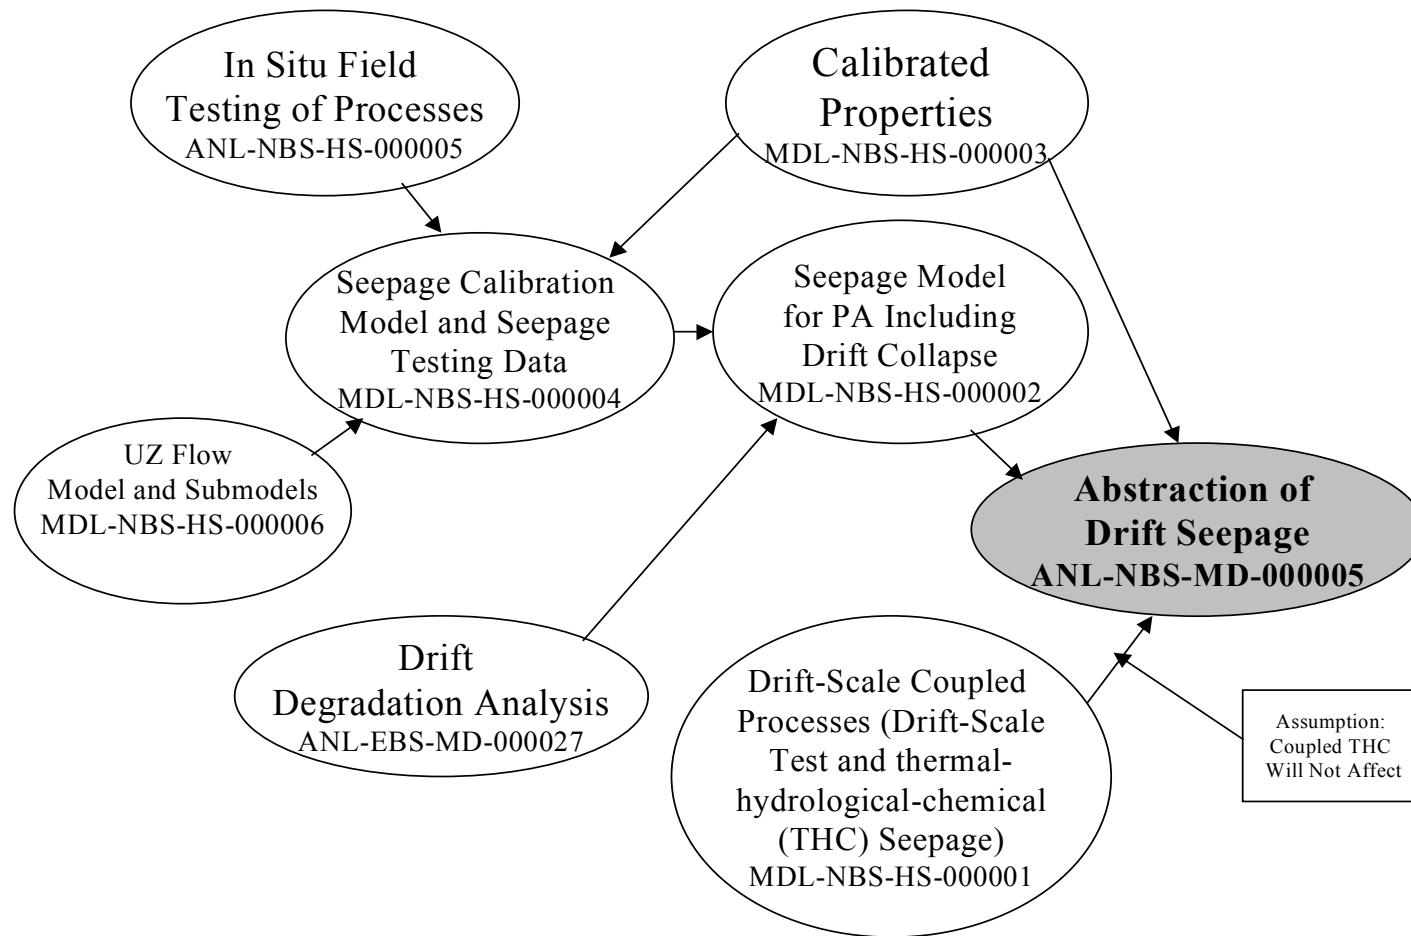 In Situ Field
Testing of Processes
ANL-NBS-HS-000005
Calibrated
Properties
MDL-NBS-HS-000003
Seepage Calibration
Model and Seepage
Testing Data
MDL-NBS-HS-000004
Seepage Model
for PA Including
Drift Collapse
MDL-NBS-HS-000002
UZ Flow
Model and Submodels
MDL-NBS-HS-000006
Abstraction of
Drift Seepage
ANL-NBS-MD-000005
Drift
Degradation Analysis
ANL-EBS-MD-000027
Drift-Scale Coupled
Processes (Drift-Scale
Test and thermal-
hydrological-chemical
(THC) Seepage)
MDL-NBS-HS-000001
Assumption:
Coupled THC
Will Not Affect